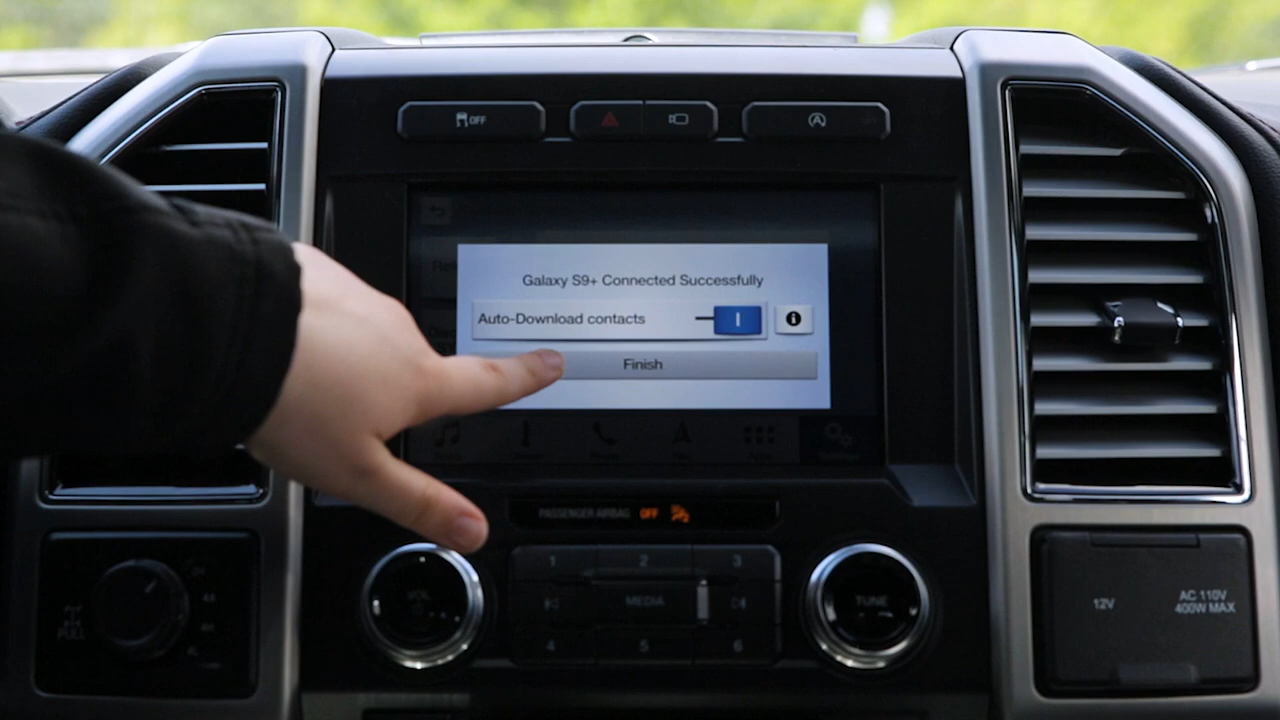 OFF
Galaxy S9+ Connected Successfully
Auto-Download contacts
Finish
PASSENGER AIRBAG OFF
VOL
1 2 3
MEDIA
4 5 6
TUNE
PULL
12V
AC 110V
400W MAX